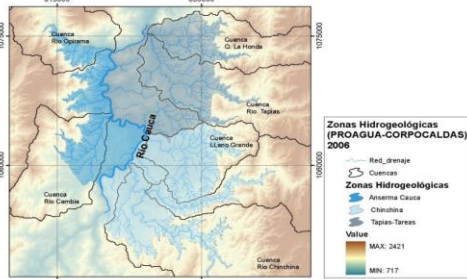 1075000
1075000
Cuenca
Río Opirama
Cuenca
Q. La Honda
Cuenca
Río Tapias
Río Cauca
Cuenca
LLano Grande
1060000
1060000
Cuenca
Río Cambia
Cuenca
Río Chinchina
Zonas Hidrogeológicas
(PROAGUA-CORPOCALDAS)
2006
Red_drenaje
Cuencas
Zonas Hidrogeológicas
Anserma Cauca
Chinchina
Tapias-Tareas
Value
MAX: 2421
MIN: 717